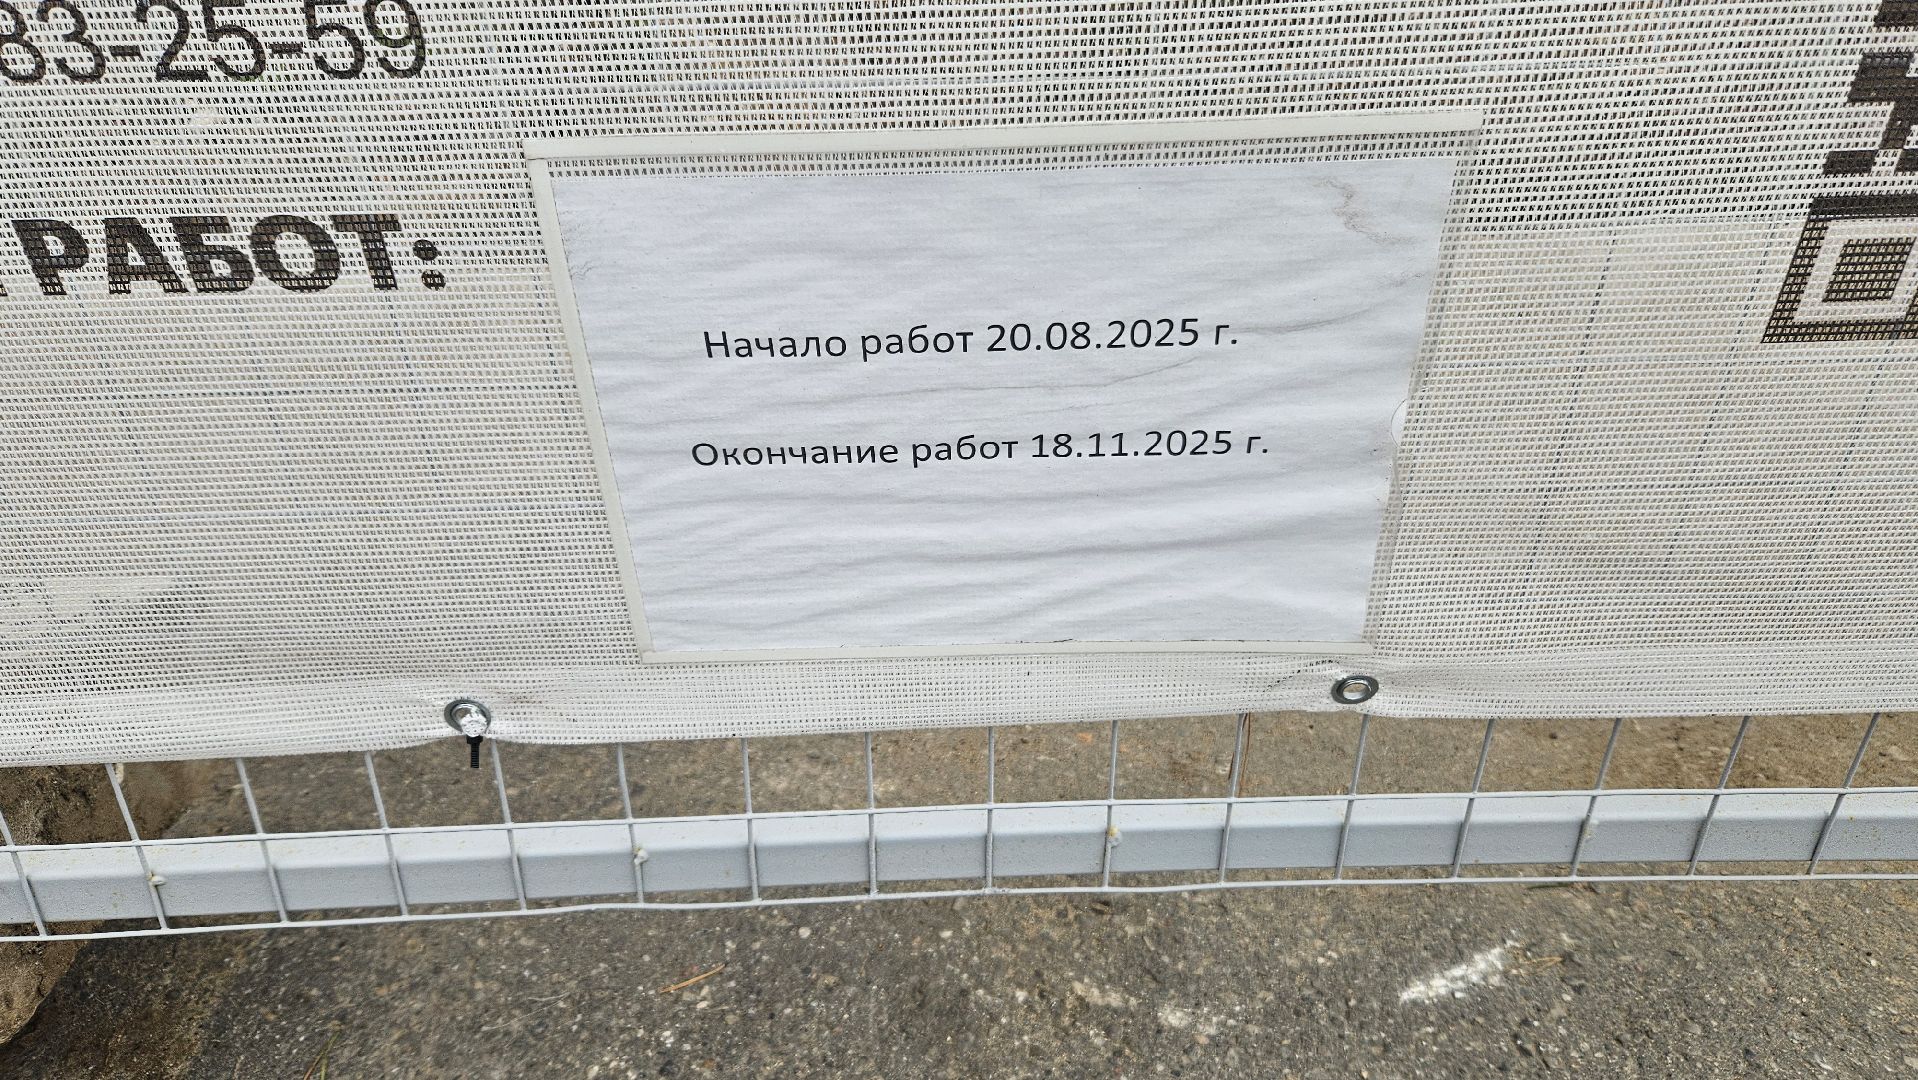 83-25-59
РАБОТ:
Начало работ 20.08.2025 г.
Окончание работ 18.11.2025 г.